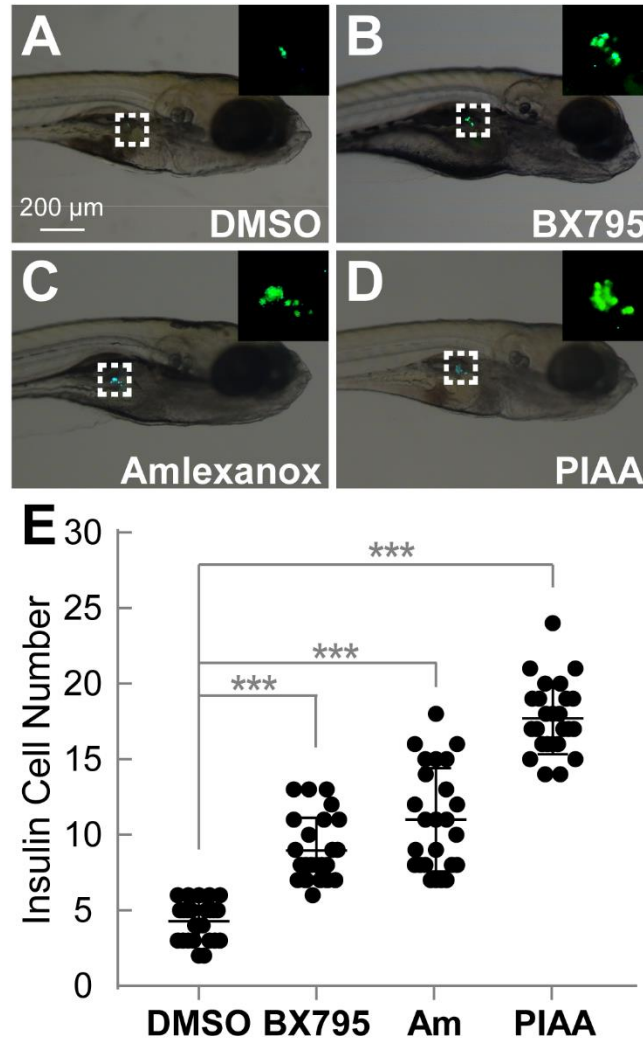 A
B
200 µm
DMSO
BX795
C
D
Amlexanox
PIAA
E
30
25
20
15
10
5
0
Insulin Cell Number
***
***
***
DMSO BX795 Am PIAA